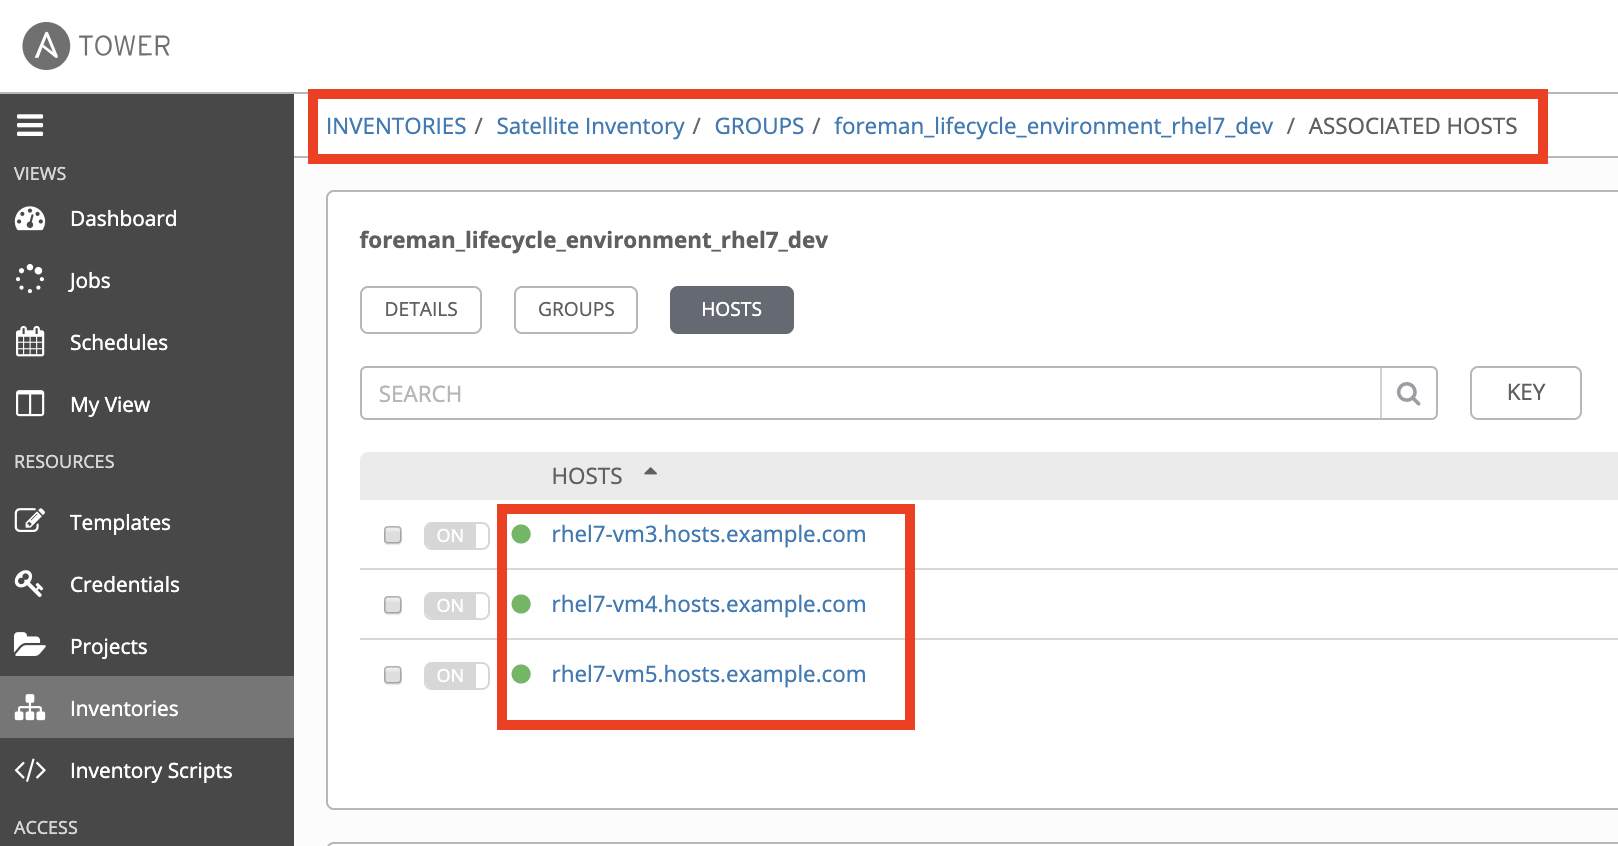 TOWER
INVENTORIES / Satellite Inventory / GROUPS / foreman_lifecycle_environment_rhel7_dev / ASSOCIATED HOSTS
VIEWS
Dashboard
Jobs
Schedules
My View
RESOURCES
Templates
Credentials
Projects
Inventories
Inventory Scripts
ACCESS
foreman_lifecycle_environment_rhel7_dev
DETAILS GROUPS HOSTS
SEARCH KEY
HOSTS
ON rhel7-vm3.hosts.example.com
ON rhel7-vm4.hosts.example.com
ON rhel7-vm5.hosts.example.com